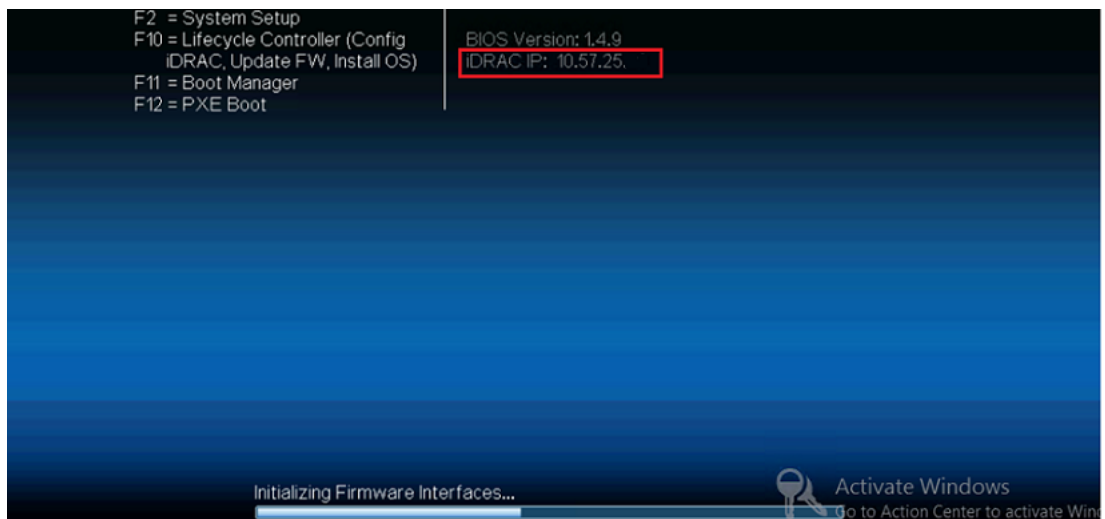 F2 = System Setup
F10 = Lifecycle Controller (Config
iDRAC, Update FW, Install OS)
F11 = Boot Manager
F12 = PXE Boot
BIOS Version: 1.4.9
iDRAC IP: 10.57.25.
Initializing Firmware Interfaces...
Activate Windows
Go to Action Center to activate Win